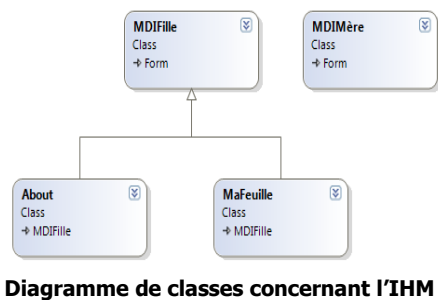 MDIFille
Class
Form
MDIMère
Class
Form
About
Class
MDIFille
MaFeuille
Class
MDIFille
Diagramme de classes concernant l'IHM